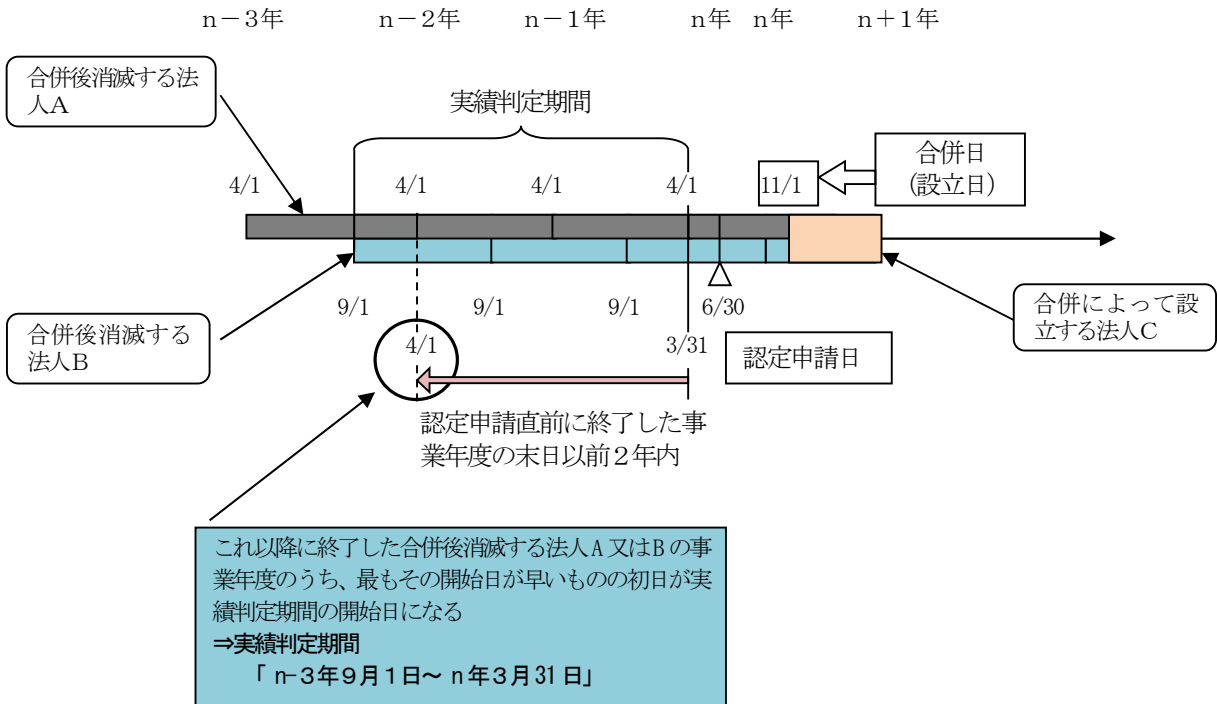 n－3年 n－2年 n－1年 n年 n年 n＋1年
合併後消滅する法
人A
実績判定期間
合併日
（設立日）
4/1 4/1 4/1 4/1 11/1
9/1 9/1 9/1 6/30
合併後消滅する
法人B
合併によって設
立する法人C
4/1 3/31 認定申請日
認定申請直前に終了した事
業年度の末日以前２年内
これ以降に終了した合併後消滅する法人A又はBの事
業年度のうち、最もその開始日が早いものの初日が実
績判定期間の開始日になる
⇒実績判定期間
「n-3年９月１日～n年３月31日」